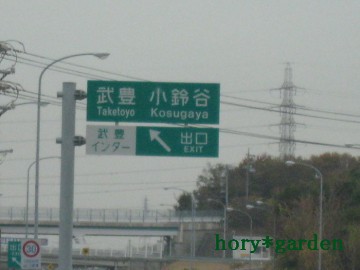 武豊 小鈴谷
Taketoyo Kosugaya
武豊
インター
出口
EXIT
hory*garden